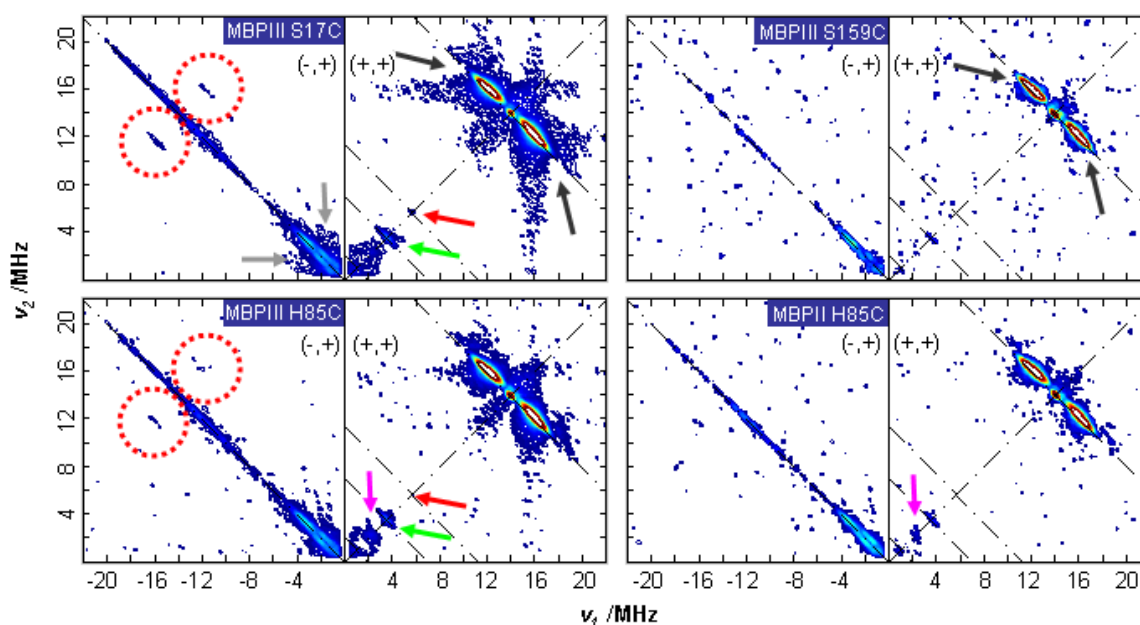 MBPIII S17C
(-,+) (+,+)
MBPIII S159C
(-,+) (+,+)
20
16
12
8
4
ν2 /MHz
MBPIII H85C
(-,+) (+,+)
MBPII H85C
(-,+) (+,+)
20
16
12
8
4
-20 -16 -12 -8 -4 4 8 12 16 20
-20 -16 -12 -8 -4 4 8 12 16 20
ν1 /MHz